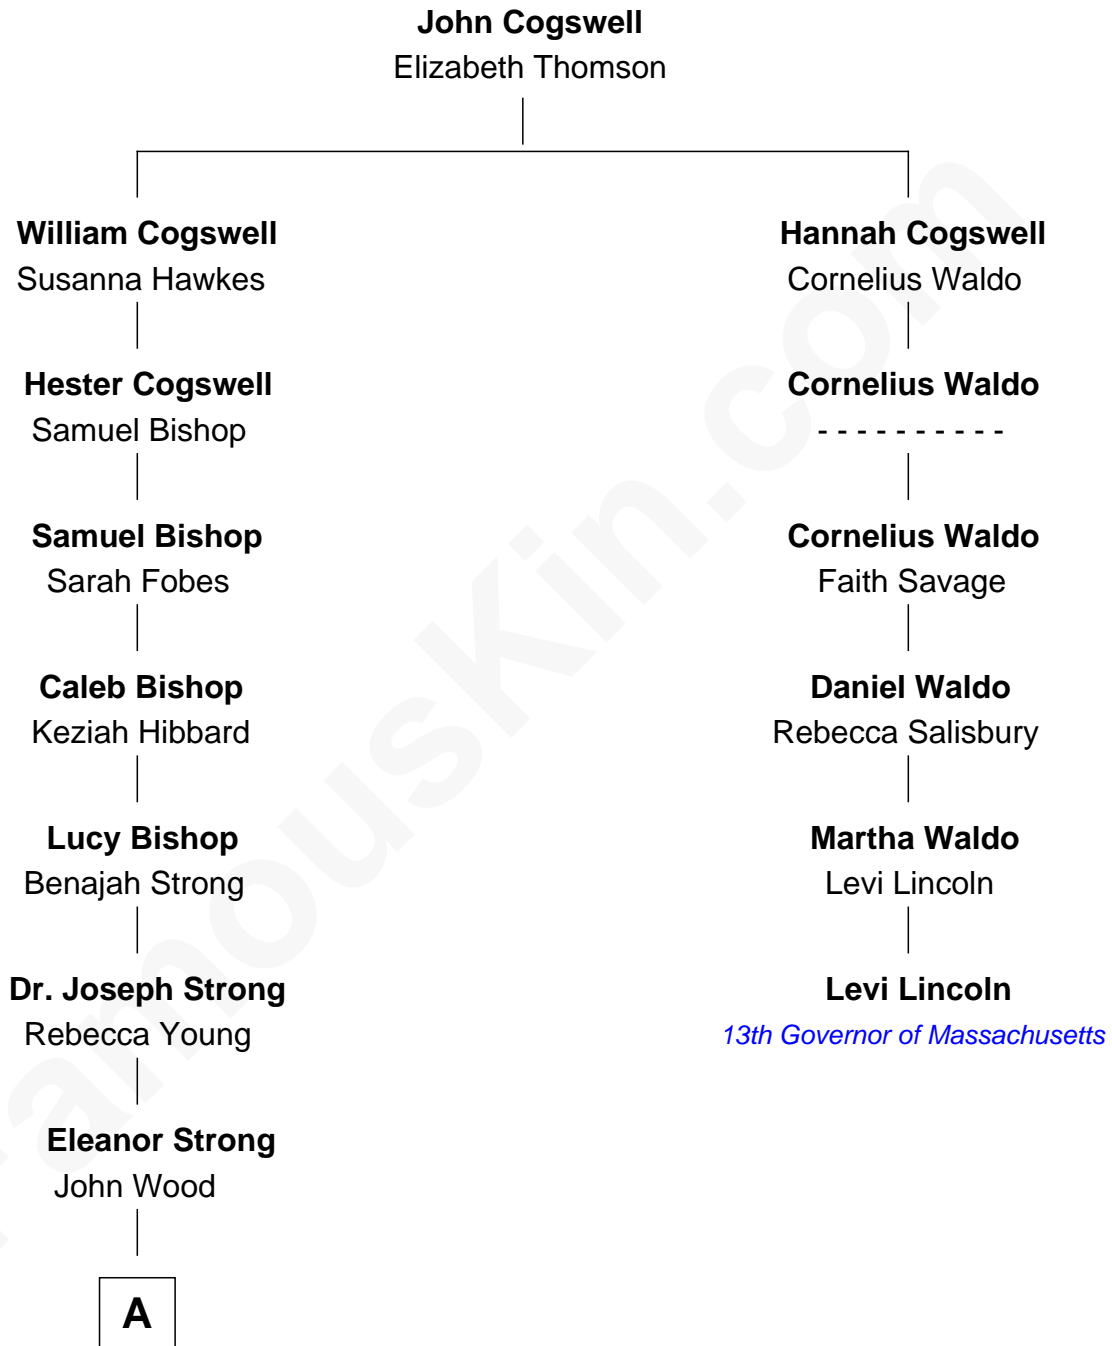 John Cogswell
Elizabeth Thomson
William Cogswell
Susanna Hawkes
Hannah Cogswell
Cornelius Waldo
Hester Cogswell
Samuel Bishop
Cornelius Waldo
- - - - - - - - - -
Samuel Bishop
Sarah Fobes
Cornelius Waldo
Faith Savage
Caleb Bishop
Keziah Hibbard
Daniel Waldo
Rebecca Salisbury
Lucy Bishop
Benajah Strong
Martha Waldo
Levi Lincoln
Dr. Joseph Strong
Rebecca Young
Levi Lincoln
13th Governor of Massachusetts
Eleanor Strong
John Wood
A
FamousKin.com